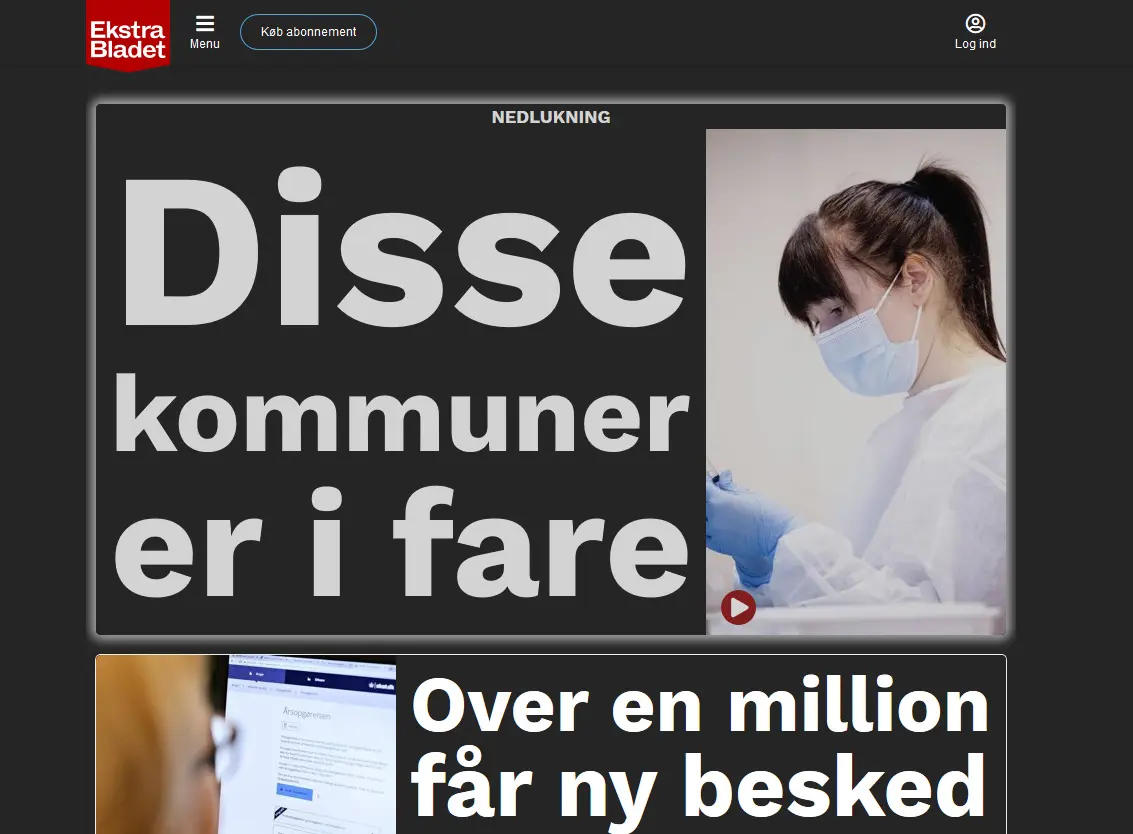 Ekstra
Bladet
Menu
Køb abonnement
Log ind
NEDLUKNING
Disse
kommuner
er i fare
Årsopgørelsen
Over en million
får ny besked